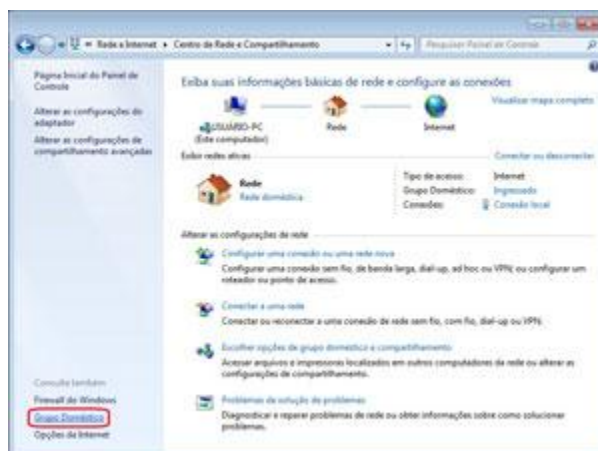 Rede e Internet ▸ Centro de Rede e Compartilhamento
Pesquisar Painel de Controle
Página Inicial do Painel de
Controle
Alterar as configurações do
adaptador
Alterar as configurações de
compartilhamento avançadas
Exiba suas informações básicas de rede e configure as conexões
Visualizar mapa completo
USUÁRIO-PC
(Este computador)
Rede
Internet
Exibir redes ativas
Conectar ou desconectar
Rede
Rede doméstica
Tipo de acesso: Internet
Grupo Doméstico: Ingressado
Conexões: Conexão local
Alterar as configurações de rede
Configurar uma conexão ou uma rede nova
Configurar uma conexão sem fio, de banda larga, dial-up, ad hoc ou VPN; ou configurar um
roteador ou ponto de acesso.
Conectar a uma rede
Conectar ou reconectar a uma conexão de rede sem fio, com fio, dial-up ou VPN.
Escolher opções de grupo doméstico e compartilhamento
Acessar arquivos e impressoras localizados em outros computadores da rede ou alterar as
configurações de compartilhamento.
Problemas de solução de problemas
Diagnosticar e reparar problemas de rede ou obter informações sobre como solucionar
problemas.
Consulte também
Firewall do Windows
Grupo Doméstico
Opções da Internet